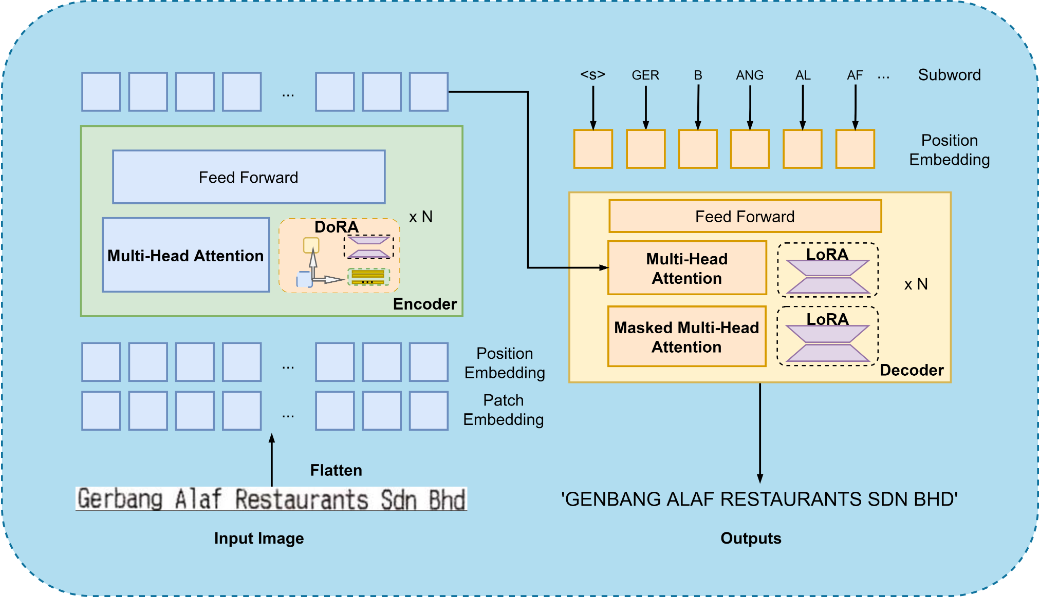 <s> GER B ANG AL AF ... Subword
Position
Embedding
...
Feed Forward
Multi-Head Attention
DoRA
...
x N
Encoder
Feed Forward
Multi-Head
Attention
LoRA
x N
Masked Multi-Head
Attention
LoRA
Decoder
...
Position
Embedding
...
Patch
Embedding
Flatten
Gerbang Alaf Restaurants Sdn Bhd
Input Image
'GENBANG ALAF RESTAURANTS SDN BHD'
Outputs